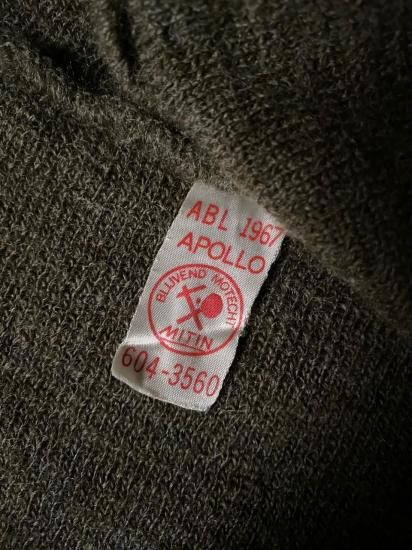 ABL 1967
APOLLO
BLIJVEND MOTECHT
MITIN
604-3560